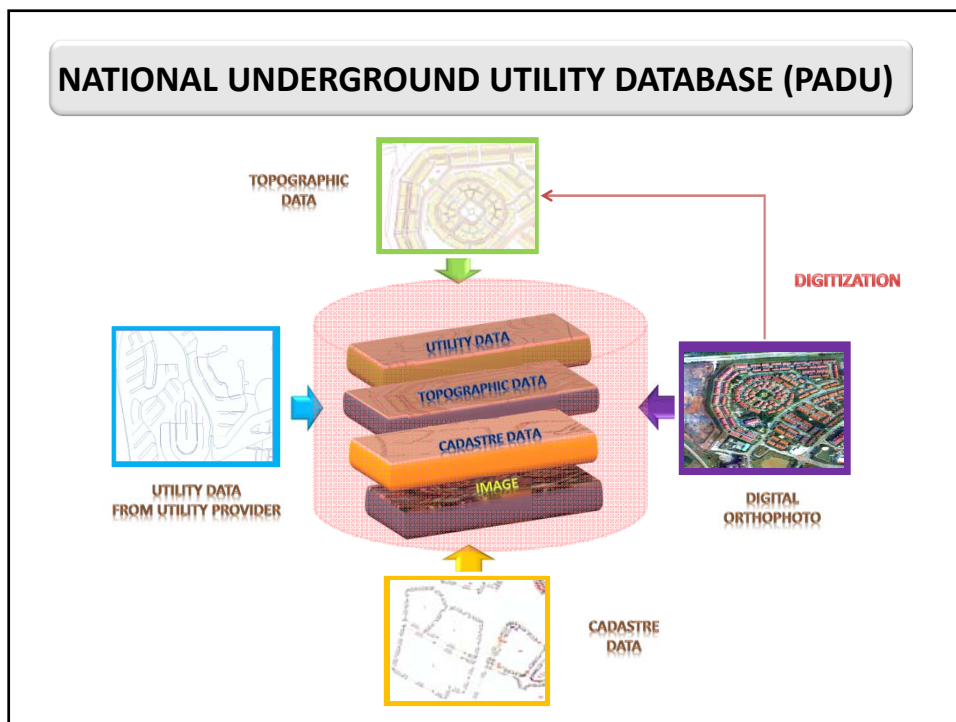 NATIONAL UNDERGROUND UTILITY DATABASE (PADU)
TOPOGRAPHIC
DATA
DIGITIZATION
UTILITY DATA
TOPOGRAPHIC DATA
CADASTRE DATA
IMAGE
UTILITY DATA
FROM UTILITY PROVIDER
DIGITAL
ORTHOPHOTO
CADASTRE
DATA